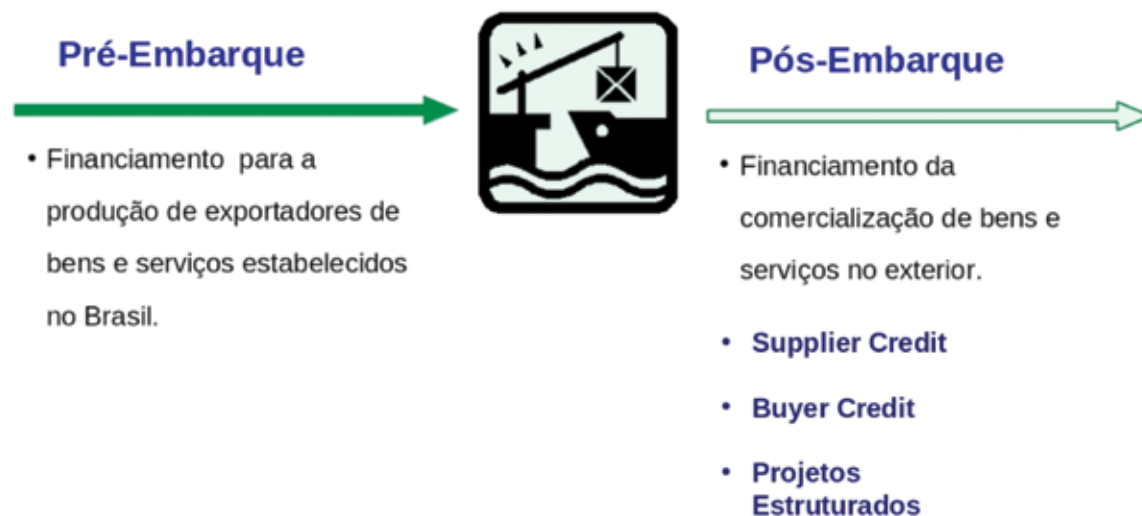 Pré-Embarque
• Financiamento para a
produção de exportadores de
bens e serviços estabelecidos
no Brasil.
Pós-Embarque
• Financiamento da
comercialização de bens e
serviços no exterior.
• Supplier Credit
• Buyer Credit
• Projetos
Estruturados